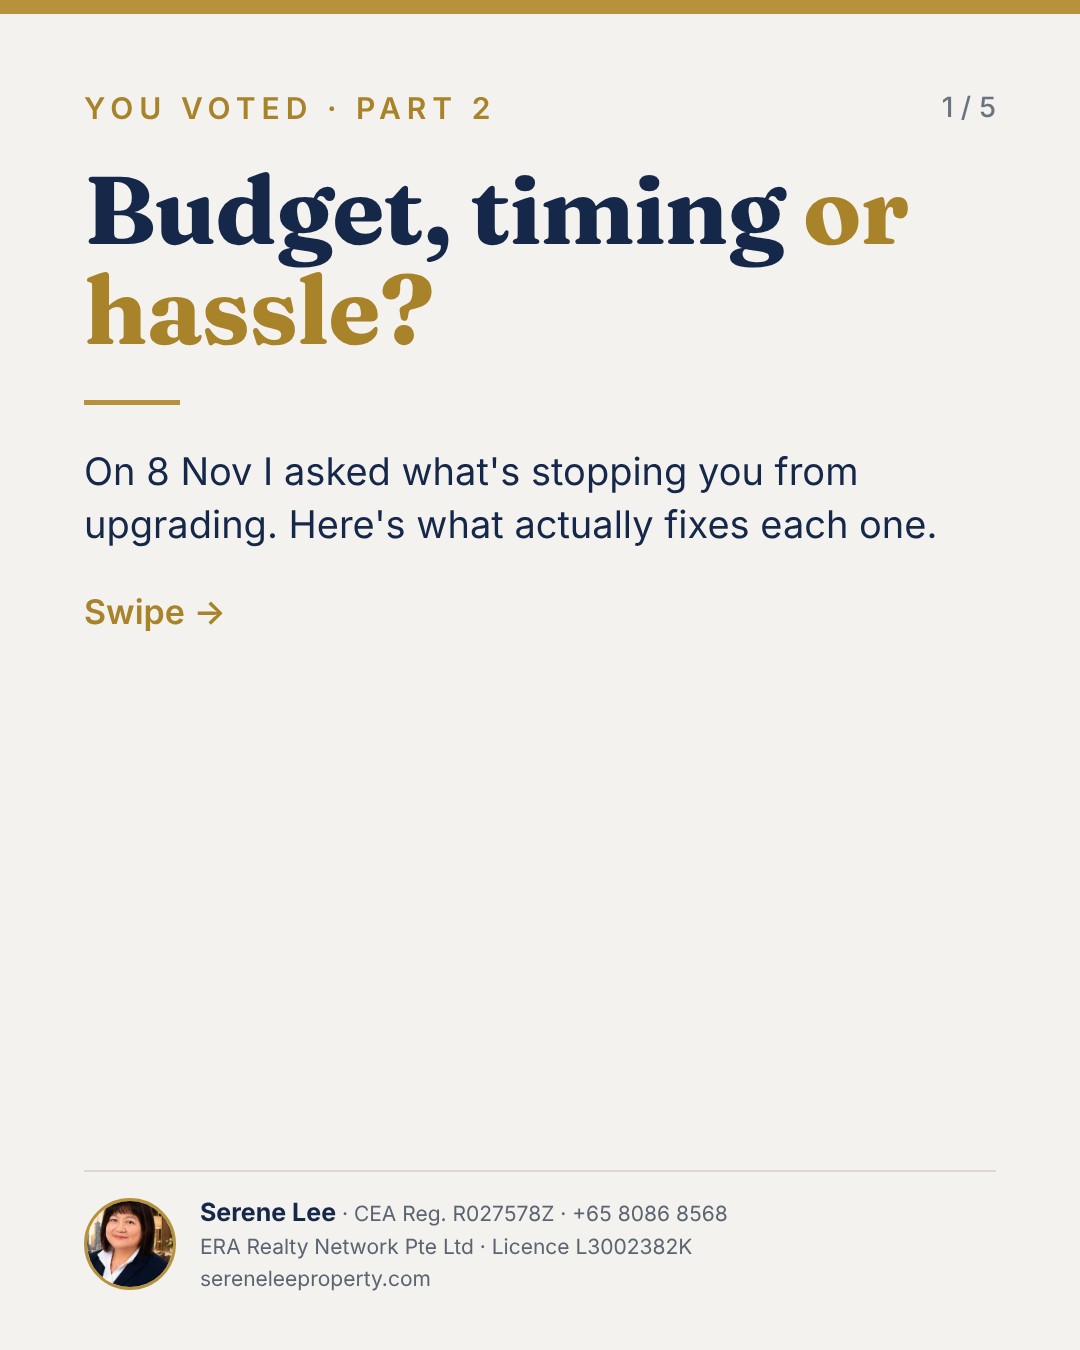 YOU VOTED · PART 2
1 / 5
Budget, timing or
hassle?
On 8 Nov I asked what's stopping you from
upgrading. Here's what actually fixes each one.
Swipe →
Serene Lee · CEA Reg. R027578Z · +65 8086 8568
ERA Realty Network Pte Ltd · Licence L3002382K
sereneleeproperty.com